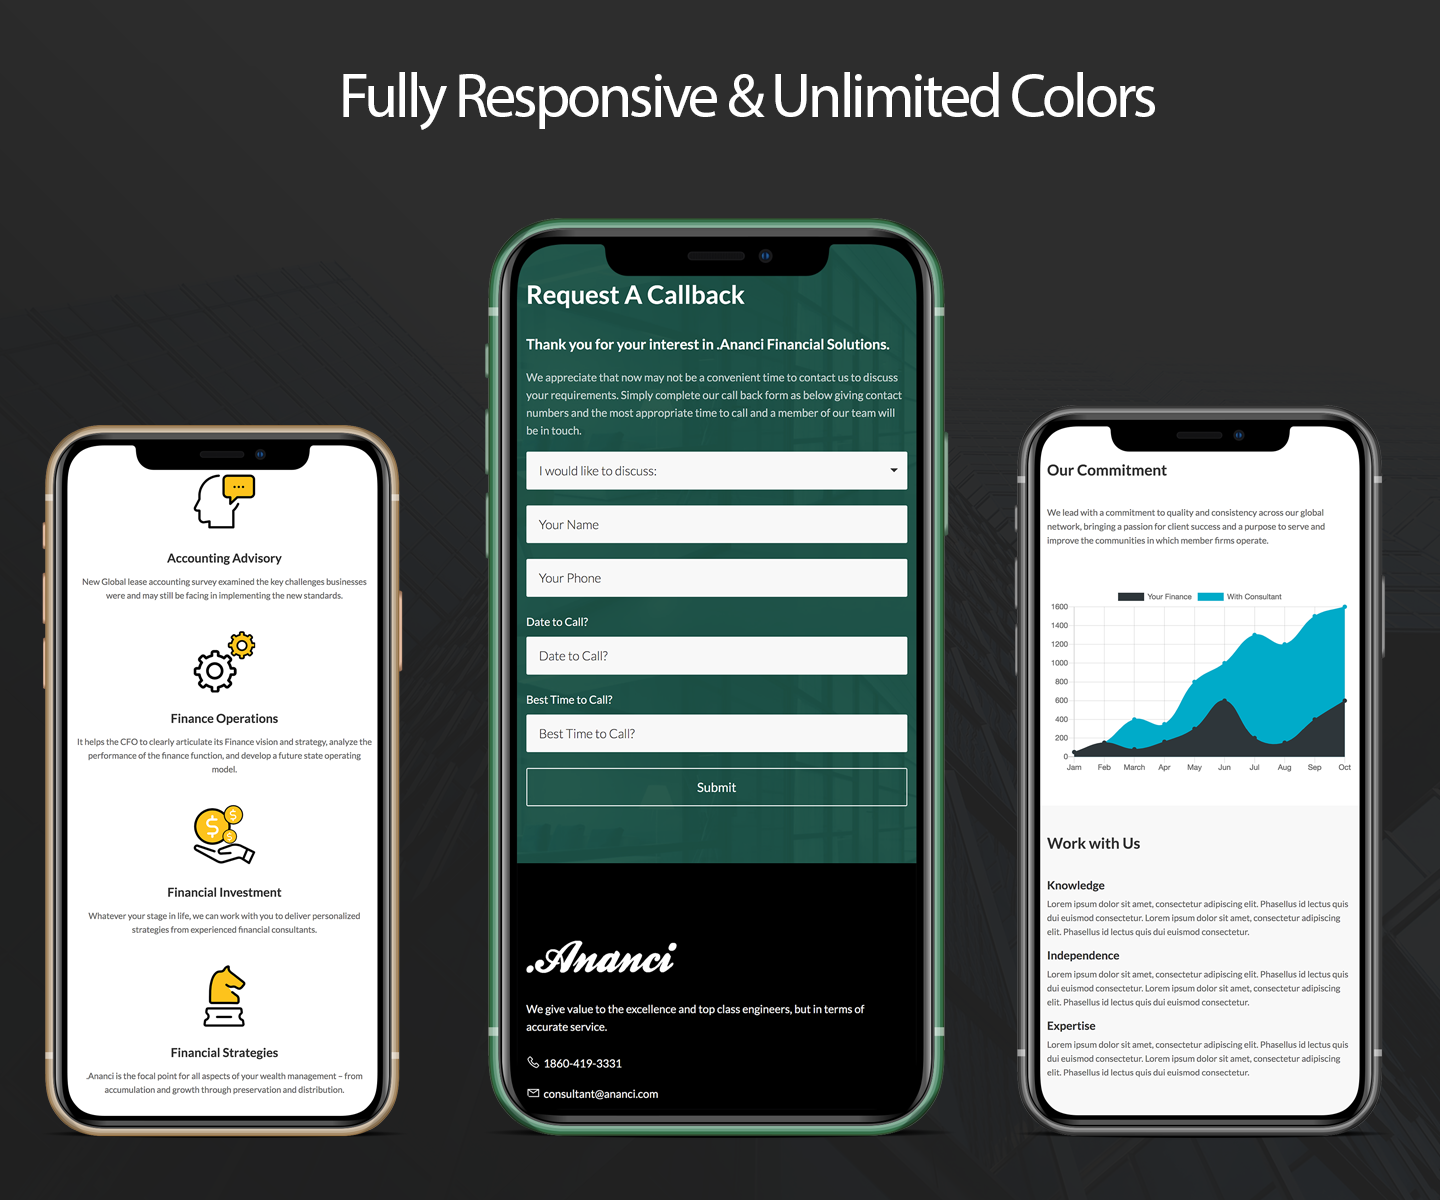 Fully Responsive & Unlimited Colors
Accounting Advisory
New Global lease accounting survey examined the key challenges businesses
were and may still be facing in implementing the new standards.
Finance Operations
It helps the CFO to clearly articulate its Finance vision and strategy, analyze the
performance of the finance function, and develop a future state operating
model.
Financial Investment
Whatever your stage in life, we can work with you to deliver personalized
strategies from experienced financial consultants.
Financial Strategies
.Ananci is the focal point for all aspects of your wealth management – from
accumulation and growth through preservation and distribution.
Request A Callback
Thank you for your interest in .Ananci Financial Solutions.
We appreciate that now may not be a convenient time to contact us to discuss
your requirements. Simply complete our call back form as below giving contact
numbers and the most appropriate time to call and a member of our team will
be in touch.
I would like to discuss:
Your Name
Your Phone
Date to Call?
Date to Call?
Best Time to Call?
Best Time to Call?
Submit
.Ananci
We give value to the excellence and top class engineers, but in terms of
accurate service.
1860-419-3331
consultant@ananci.com
Our Commitment
We lead with a commitment to quality and consistency across our global
network, bringing a passion for client success and a purpose to serve and
improve the communities in which member firms operate.
Your Finance With Consultant
1600
1400
1200
1000
800
600
400
200
0
Jam Feb March Apr May Jun Jul Aug Sep Oct
Work with Us
Knowledge
Lorem ipsum dolor sit amet, consectetur adipiscing elit. Phasellus id lectus quis
dui euismod consectetur. Lorem ipsum dolor sit amet, consectetur adipiscing
elit. Phasellus id lectus quis dui euismod consectetur.
Independence
Lorem ipsum dolor sit amet, consectetur adipiscing elit. Phasellus id lectus quis
dui euismod consectetur. Lorem ipsum dolor sit amet, consectetur adipiscing
elit. Phasellus id lectus quis dui euismod consectetur.
Expertise
Lorem ipsum dolor sit amet, consectetur adipiscing elit. Phasellus id lectus quis
dui euismod consectetur. Lorem ipsum dolor sit amet, consectetur adipiscing
elit. Phasellus id lectus quis dui euismod consectetur.